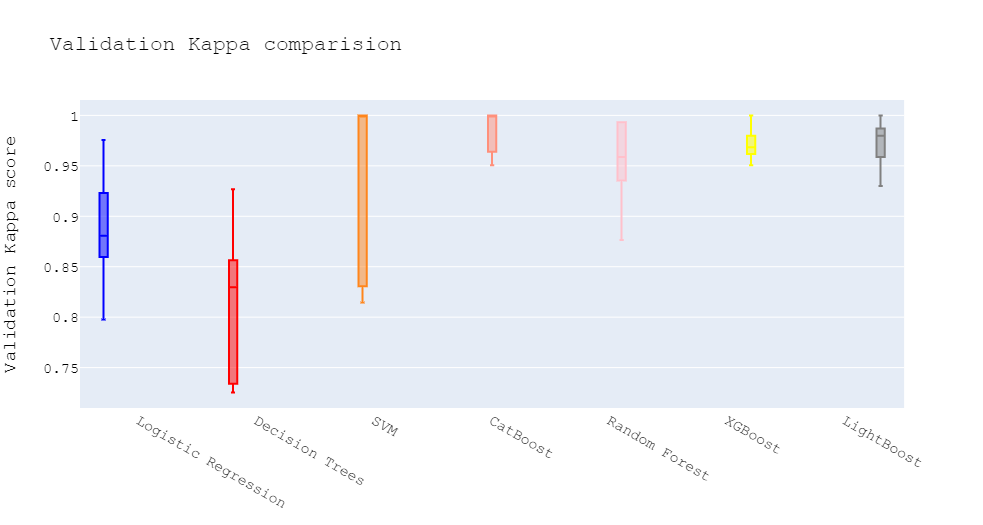 Validation Kappa comparision
Validation Kappa score
1
0.95
0.9
0.85
0.8
0.75
Logistic Regression
Decision Trees
SVM
CatBoost
Random Forest
XGBoost
LightBoost